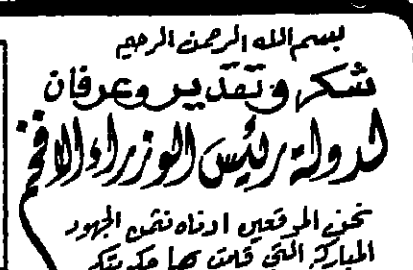 بسم الله الرحمن الرحيم
شكر وتقدير وعرفان
لدولة رئيس الوزراء الافخم
نحن الموقعين ادناه نثمن الجهود
المباركة التي قامت بها حكومتكم